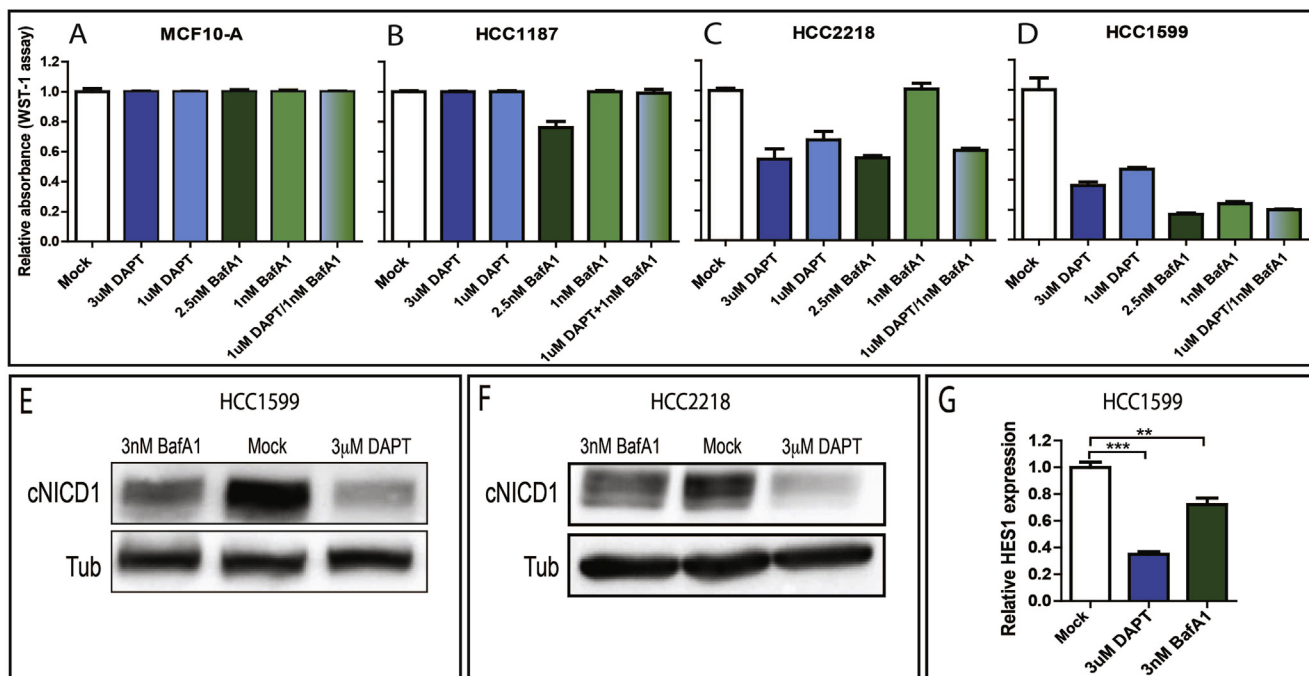 A MCF10-A
Relative absorbance (WST-1 assay)
1.2
1.0
0.8
0.6
0.4
0.2
0.0
Mock
3uM DAPT
1uM DAPT
2.5nM BafA1
1nM BafA1
1uM DAPT/1nM BafA1
B HCC1187
Mock
3uM DAPT
1uM DAPT
2.5nM BafA1
1nM BafA1
1uM DAPT+1nM BafA1
C HCC2218
Mock
3uM DAPT
1uM DAPT
2.5nM BafA1
1nM BafA1
1uM DAPT/1nM BafA1
D HCC1599
Mock
3uM DAPT
1uM DAPT
2.5nM BafA1
1nM BafA1
1uM DAPT/1nM BafA1
E HCC1599
3nM BafA1 Mock 3μM DAPT
cNICD1
Tub
F HCC2218
3nM BafA1 Mock 3μM DAPT
cNICD1
Tub
G HCC1599
Relative HES1 expression
**
***
1.2
1.0
0.8
0.6
0.4
0.2
0.0
Mock
3uM DAPT
3nM BafA1